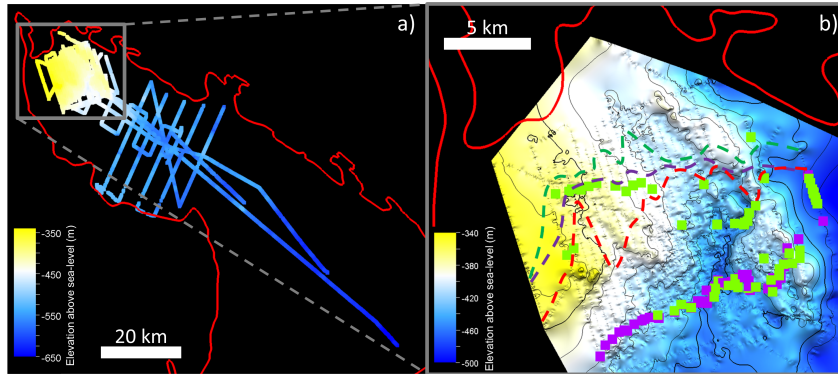 a)
-350
-450
-550
-650
Elevation above sea-level (m)
20 km
5 km
b)
-340
-380
-420
-460
-500
Elevation above sea-level (m)